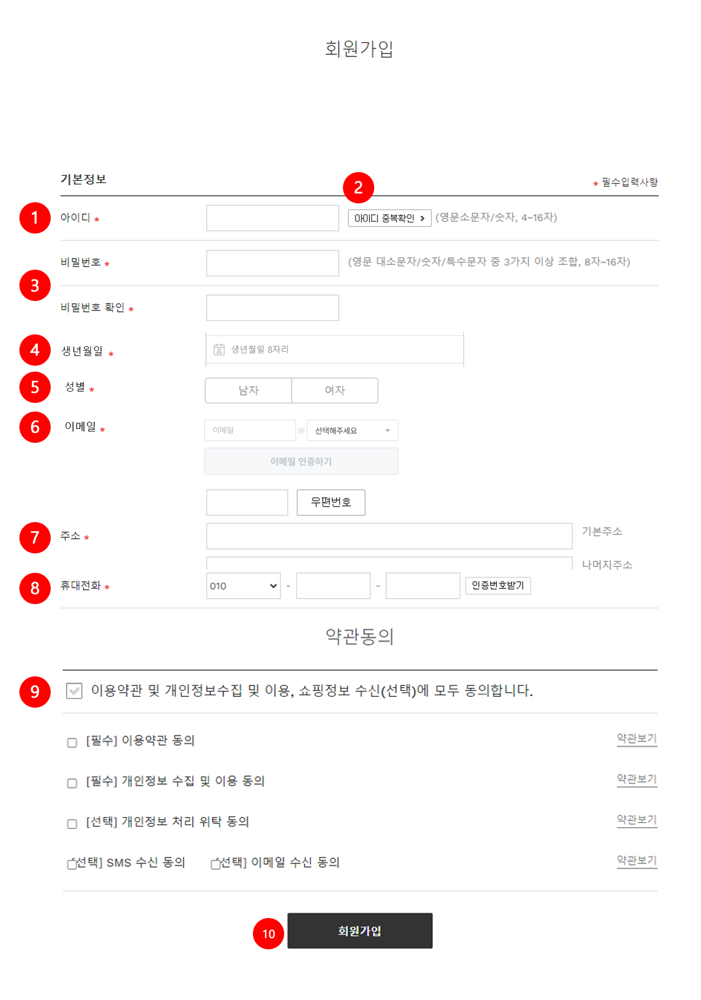 회원가입
기본정보
* 필수입력사항
2
1 아이디 * 아이디 중복확인 > (영문소문자/숫자, 4~16자)
비밀번호 * (영문 대소문자/숫자/특수문자 중 3가지 이상 조합, 8자~16자)
3
비밀번호 확인 *
4 생년월일 * 생년월일 8자리
5 성별 * 남자 여자
6 이메일 * 이메일 @ 선택해주세요
이메일 인증하기
우편번호
7 주소 * 기본주소
나머지주소
8 휴대전화 * 010 - - 인증번호받기
약관동의
9 이용약관 및 개인정보수집 및 이용, 쇼핑정보 수신(선택)에 모두 동의합니다.
[필수] 이용약관 동의 약관보기
[필수] 개인정보 수집 및 이용 동의 약관보기
[선택] 개인정보 처리 위탁 동의 약관보기
[선택] SMS 수신 동의 [선택] 이메일 수신 동의 약관보기
10 회원가입